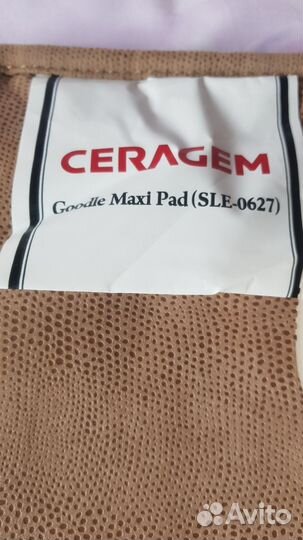 CERAGEM
Goodle Maxi Pad (SLE-0627)
Avito